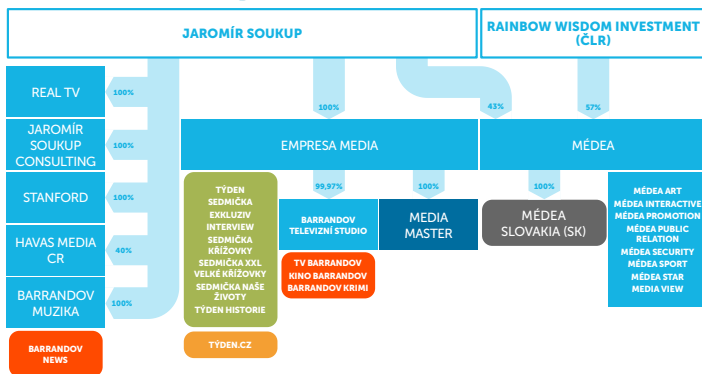 JAROMÍR SOUKUP
RAINBOW WISDOM INVESTMENT
(ČLR)
REAL TV
100%
JAROMÍR
SOUKUP
CONSULTING
100%
STANFORD
100%
HAVAS MEDIA
CR
40%
BARRANDOV
MUZIKA
100%
BARRANDOV
NEWS
100%
43%
57%
EMPRESA MEDIA
MÉDEA
99,97%
100%
100%
TÝDEN
SEDMIČKA
EXKLUZIV
INTERVIEW
SEDMIČKA
KŘÍŽOVKY
SEDMIČKA XXL
VELKÉ KŘÍŽOVKY
SEDMIČKA NAŠE
ŽIVOTY
TÝDEN HISTORIE
TÝDEN.CZ
BARRANDOV
TELEVIZNÍ STUDIO
TV BARRANDOV
KINO BARRANDOV
BARRANDOV KRIMI
MEDIA
MASTER
MÉDEA
SLOVAKIA (SK)
MÉDEA ART
MÉDEA INTERACTIVE
MÉDEA PROMOTION
MÉDEA PUBLIC
RELATION
MÉDEA SECURITY
MÉDEA SPORT
MÉDEA STAR
MEDIA VIEW